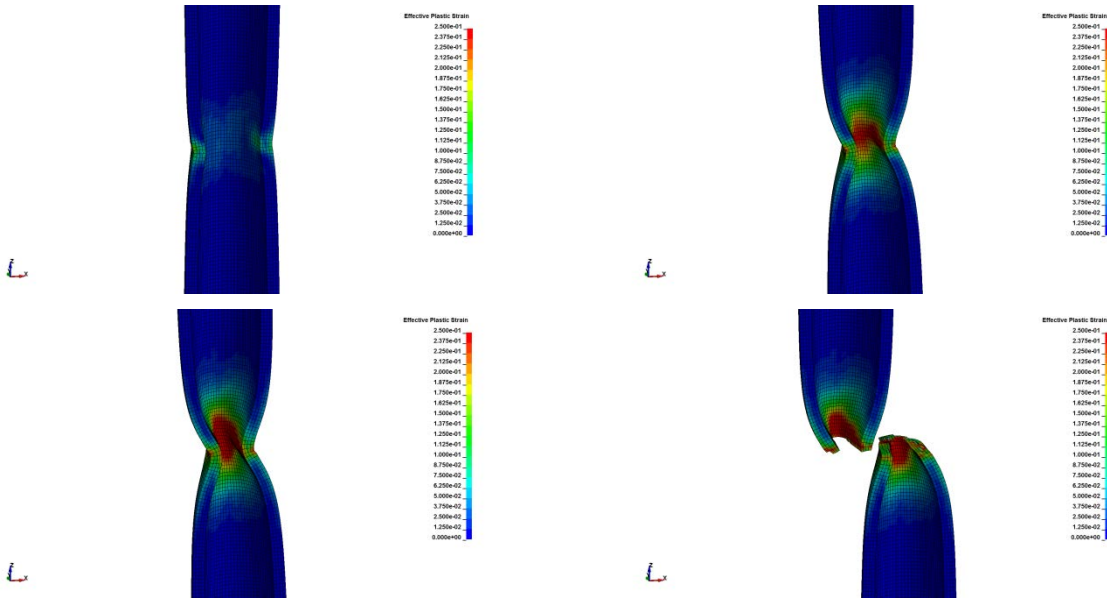 Effective Plastic Strain
2.500e-01
2.375e-01
2.250e-01
2.125e-01
2.000e-01
1.875e-01
1.750e-01
1.625e-01
1.500e-01
1.375e-01
1.250e-01
1.125e-01
1.000e-01
8.750e-02
7.500e-02
6.250e-02
5.000e-02
3.750e-02
2.500e-02
1.250e-02
0.000e+00
Z
X
Effective Plastic Strain
2.500e-01
2.375e-01
2.250e-01
2.125e-01
2.000e-01
1.875e-01
1.750e-01
1.625e-01
1.500e-01
1.375e-01
1.250e-01
1.125e-01
1.000e-01
8.750e-02
7.500e-02
6.250e-02
5.000e-02
3.750e-02
2.500e-02
1.250e-02
0.000e+00
Z
X
Effective Plastic Strain
2.500e-01
2.375e-01
2.250e-01
2.125e-01
2.000e-01
1.875e-01
1.750e-01
1.625e-01
1.500e-01
1.375e-01
1.250e-01
1.125e-01
1.000e-01
8.750e-02
7.500e-02
6.250e-02
5.000e-02
3.750e-02
2.500e-02
1.250e-02
0.000e+00
Z
X
Effective Plastic Strain
2.500e-01
2.375e-01
2.250e-01
2.125e-01
2.000e-01
1.875e-01
1.750e-01
1.625e-01
1.500e-01
1.375e-01
1.250e-01
1.125e-01
1.000e-01
8.750e-02
7.500e-02
6.250e-02
5.000e-02
3.750e-02
2.500e-02
1.250e-02
0.000e+00
Z
X